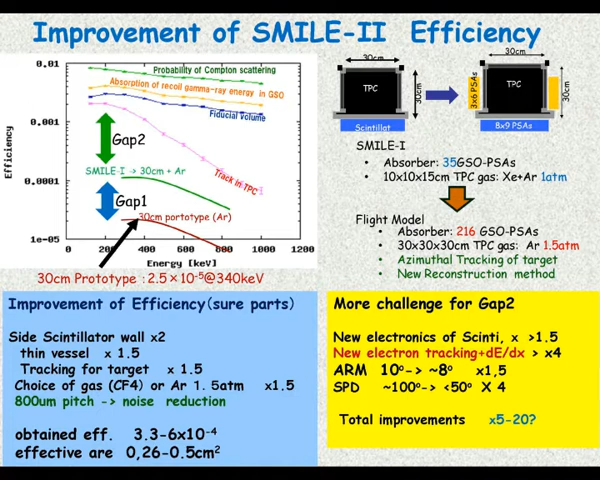 Improvement of SMILE-II Efficiency
0.01
0.001
0.0001
1e-05
Efficiency
Probability of Compton scattering
Absorption of recoil gamma-ray energy in GSO
Fiducial Volume
Gap2
Track in TPC
SMILE-I -> 30cm + Ar
Gap1
30cm portotype (Ar)
0 200 400 600 800 1000 1200
Energy [keV]
30cm Prototype : 2.5×10-5@340keV
30cm
TPC
30cm
Scintillat
30cm
3x6 PSAs
TPC
30cm
8x9 PSAs
SMILE-I
• Absorber: 35GSO-PSAs
• 10x10x15cm TPC gas: Xe+Ar 1atm
Flight Model
• Absorber: 216 GSO-PSAs
• 30x30x30cm TPC gas: Ar 1.5atm
• Azimuthal Tracking of target
• New Reconstruction method
Improvement of Efficiency(sure parts)
Side Scintillator wall x2
thin vessel x 1.5
Tracking for target x 1.5
Choice of gas (CF4) or Ar 1.5atm x1.5
800um pitch -> noise reduction
obtained eff. 3.3-6x10-4
effective are 0,26-0.5cm2
More challenge for Gap2
New electronics of Scinti, x >1.5
New electron tracking+dE/dx > x4
ARM 10o-> ~8o x1,5
SPD ~100o-> <50o X 4
Total improvements x5-20?